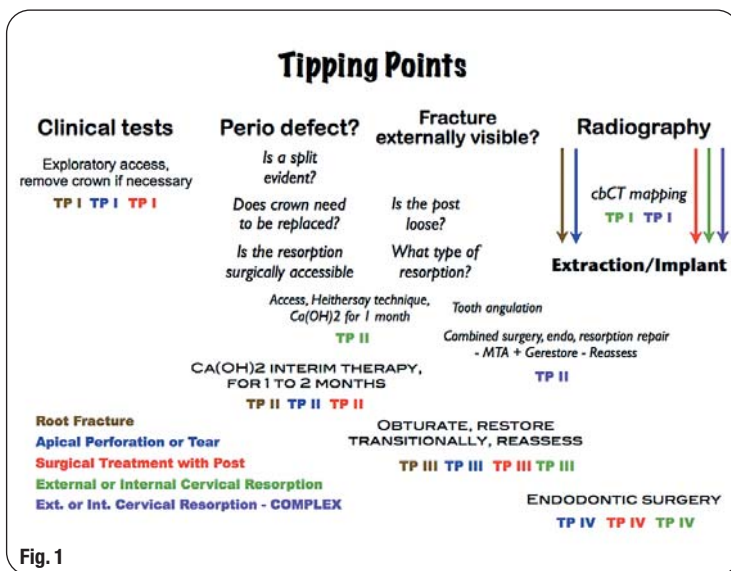 Tipping Points
Clinical tests
Exploratory access,
remove crown if necessary
TP I TP I TP I
Perio defect?
Is a split
evident?
Does crown need
to be replaced?
Is the resorption
surgically accessible
Fracture
externally visible?
Is the post
loose?
What type of
resorption?
Radiography
cbCT mapping
TP I TP I
Extraction/Implant
Access, Heithersay technique,
Ca(OH)2 for 1 month
TP II
Tooth angulation
Combined surgery, endo, resorption repair
- MTA + Gerestore - Reassess
TP II
CA(OH)2 INTERIM THERAPY,
FOR 1 TO 2 MONTHS
TP II TP II TP II
Root Fracture
Apical Perforation or Tear
Surgical Treatment with Post
External or Internal Cervical Resorption
Ext. or Int. Cervical Resorption - COMPLEX
OBTURATE, RESTORE
TRANSITIONALLY, REASSESS
TP III TP III TP III TP III
ENDODONTIC SURGERY
TP IV TP IV TP IV
Fig. 1